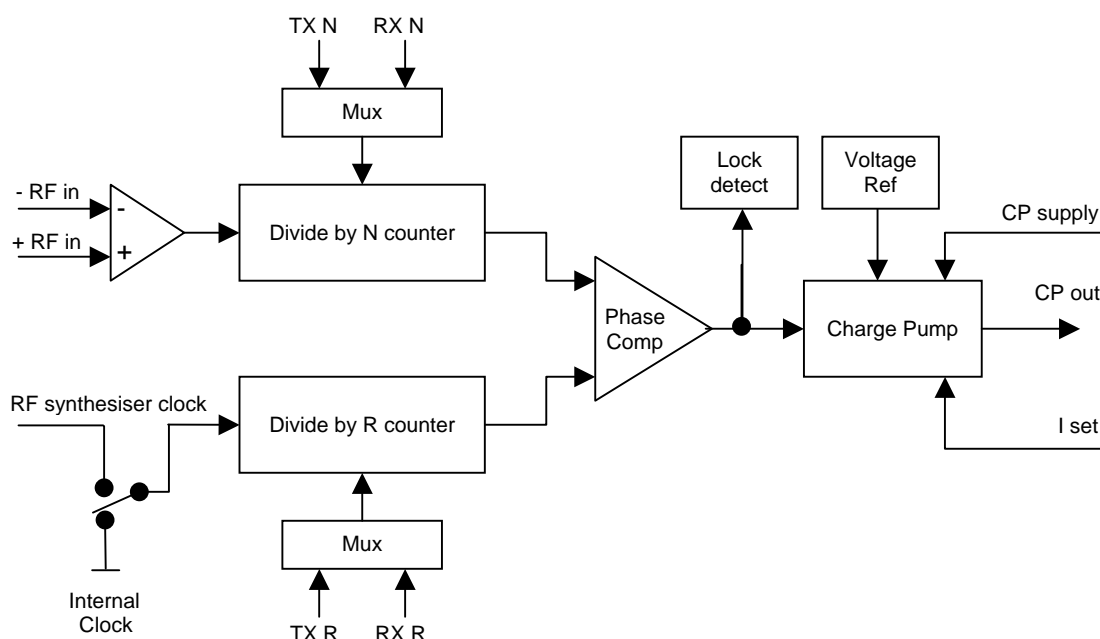 TX N RX N
Mux
Lock
detect
Voltage
Ref
- RF in
-
+ RF in
+
Divide by N counter
CP supply
CP out
Phase
Comp
Charge Pump
RF synthesiser clock
Divide by R counter
I set
Mux
Internal
Clock
TX R RX R